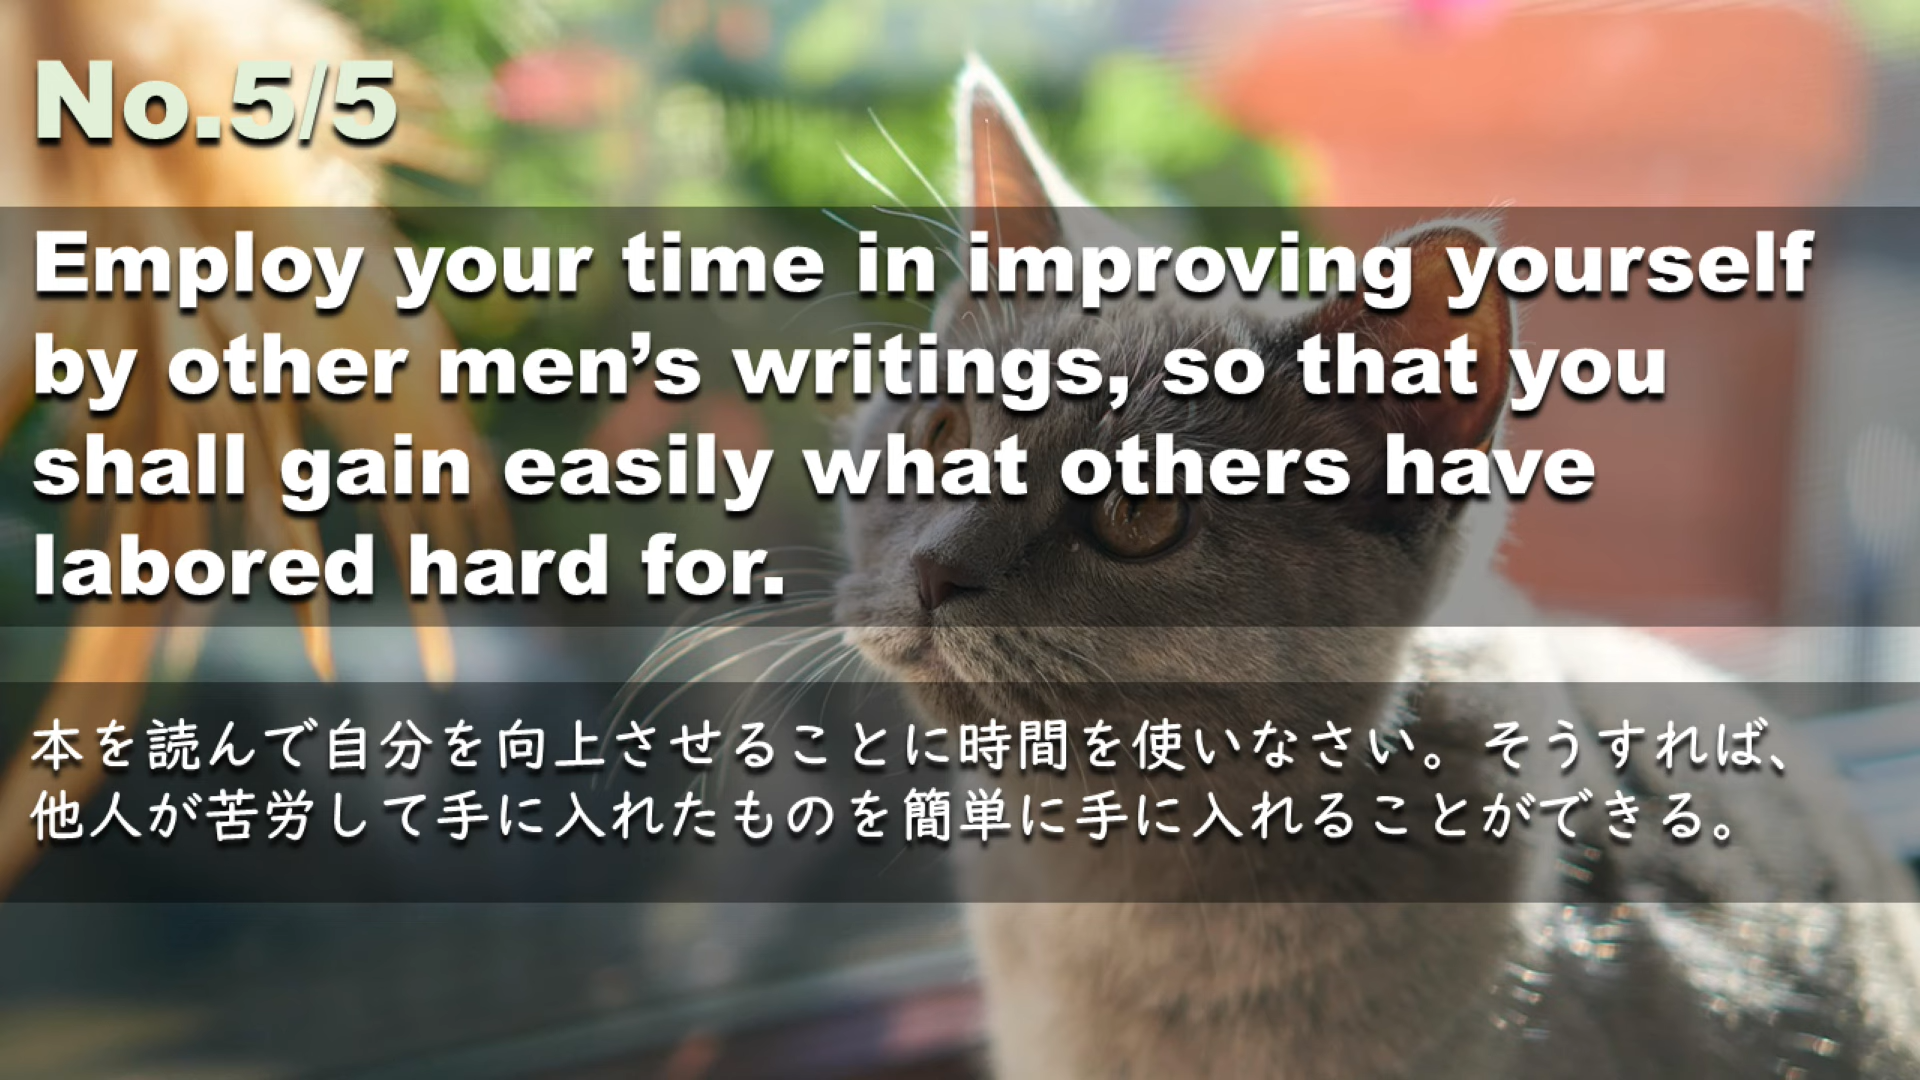 No.5/5
Employ your time in improving yourself
by other men’s writings, so that you
shall gain easily what others have
labored hard for.
本を読んで自分を向上させることに時間を使いなさい。そうすれば、
他人が苦労して手に入れたものを簡単に手に入れることができる。